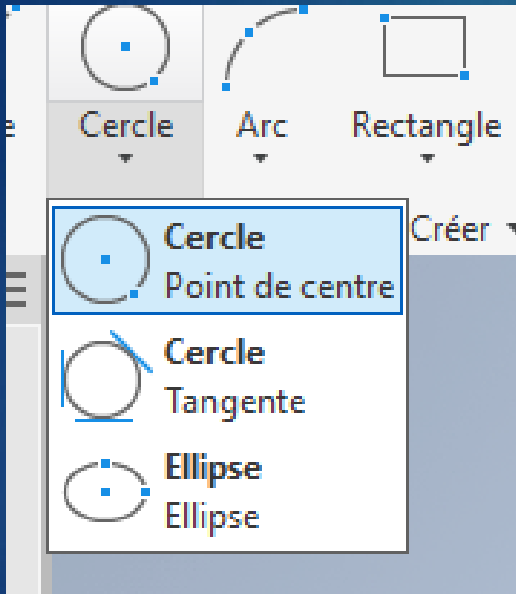 Cercle
Arc
Rectangle
Créer
Cercle
Point de centre
Cercle
Tangente
Ellipse
Ellipse